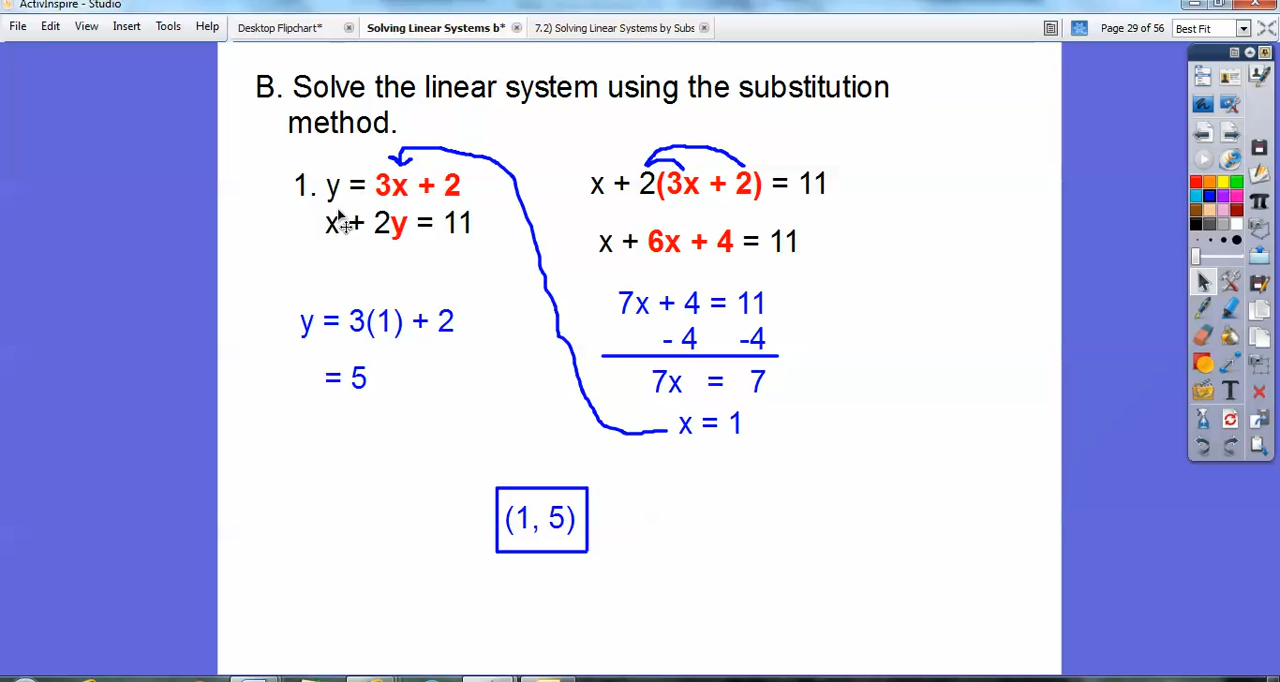 ActivInspire - Studio
File Edit View Insert Tools Help Desktop Flipchart* Solving Linear Systems b* 7.2) Solving Linear Systems by Subs Page 29 of 56 Best Fit
B. Solve the linear system using the substitution
method.
1. y = 3x + 2
x + 2y = 11
y = 3(1) + 2
= 5
x + 2(3x + 2) = 11
x + 6x + 4 = 11
7x + 4 = 11
- 4 -4
7x = 7
x = 1
(1, 5)